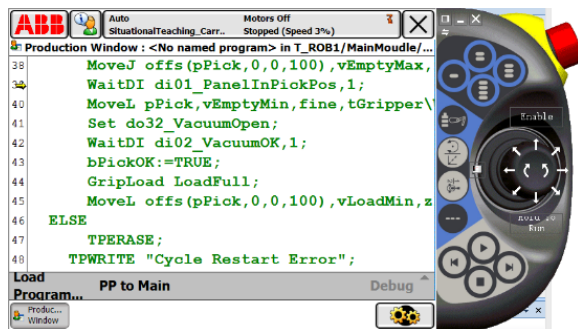 ABB
Auto
SituationalTeaching_Carr..
Motors Off
Stopped (Speed 3%)
Production Window : <No named program> in T_ROB1/MainMoudle/...
38 MoveJ offs(pPick,0,0,100),vEmptyMax,
WaitDI di01_PanelInPickPos,1;
40 MoveL pPick,vEmptyMin,fine,tGripper\
41 Set do32_VacuumOpen;
42 WaitDI di02_VacuumOK,1;
43 bPickOK:=TRUE;
44 GripLoad LoadFull;
45 MoveL offs(pPick,0,0,100),vLoadMin,z
46 ELSE
47 TPERASE;
48 TPWRITE "Cycle Restart Error";
Load Program...
PP to Main
Debug
Produc...
Window
Enable
Hold To
Run